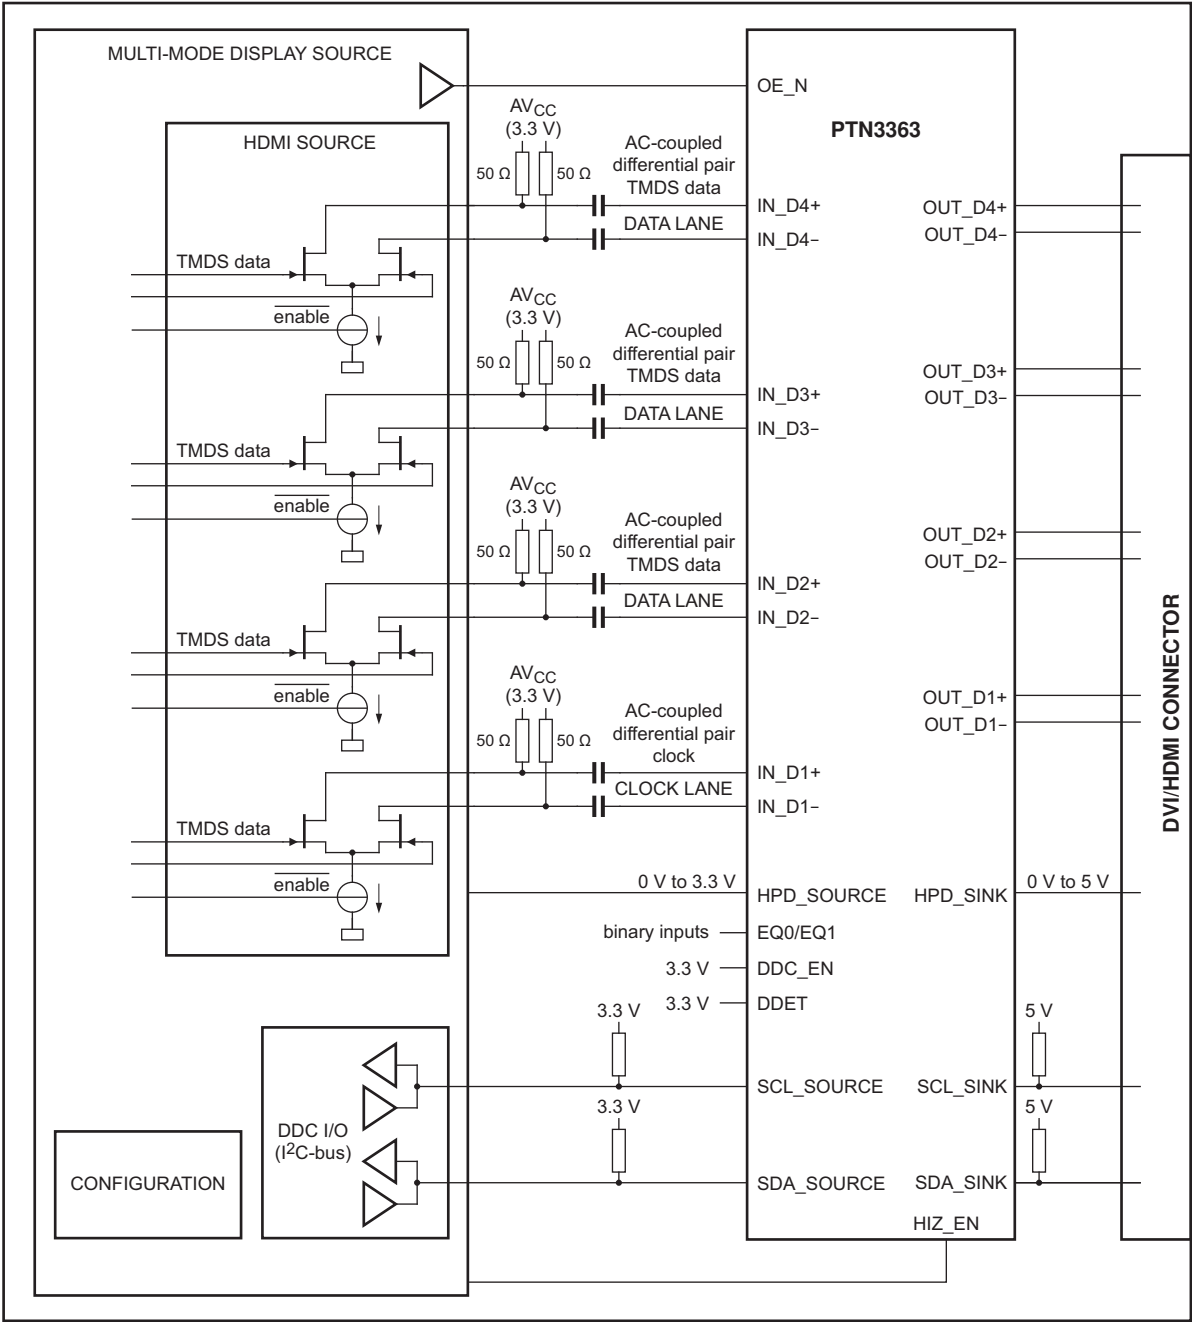 MULTI-MODE DISPLAY SOURCE
OE_N
PTN3363
HDMI SOURCE
AVCC
(3.3 V)
50 Ω
50 Ω
AC-coupled
differential pair
TMDS data
DATA LANE
IN_D4+
IN_D4−
OUT_D4+
OUT_D4−
TMDS data
enable
AVCC
(3.3 V)
50 Ω
50 Ω
AC-coupled
differential pair
TMDS data
DATA LANE
IN_D3+
IN_D3−
OUT_D3+
OUT_D3−
TMDS data
enable
AVCC
(3.3 V)
50 Ω
50 Ω
AC-coupled
differential pair
TMDS data
DATA LANE
IN_D2+
IN_D2−
OUT_D2+
OUT_D2−
TMDS data
enable
AVCC
(3.3 V)
50 Ω
50 Ω
AC-coupled
differential pair
clock
CLOCK LANE
IN_D1+
IN_D1−
OUT_D1+
OUT_D1−
TMDS data
enable
DVI/HDMI CONNECTOR
0 V to 3.3 V
HPD_SOURCE
HPD_SINK
0 V to 5 V
binary inputs
EQ0/EQ1
3.3 V
DDC_EN
3.3 V
DDET
3.3 V
5 V
SCL_SOURCE
SCL_SINK
3.3 V
5 V
DDC I/O
(I2C-bus)
CONFIGURATION
SDA_SOURCE
SDA_SINK
HIZ_EN